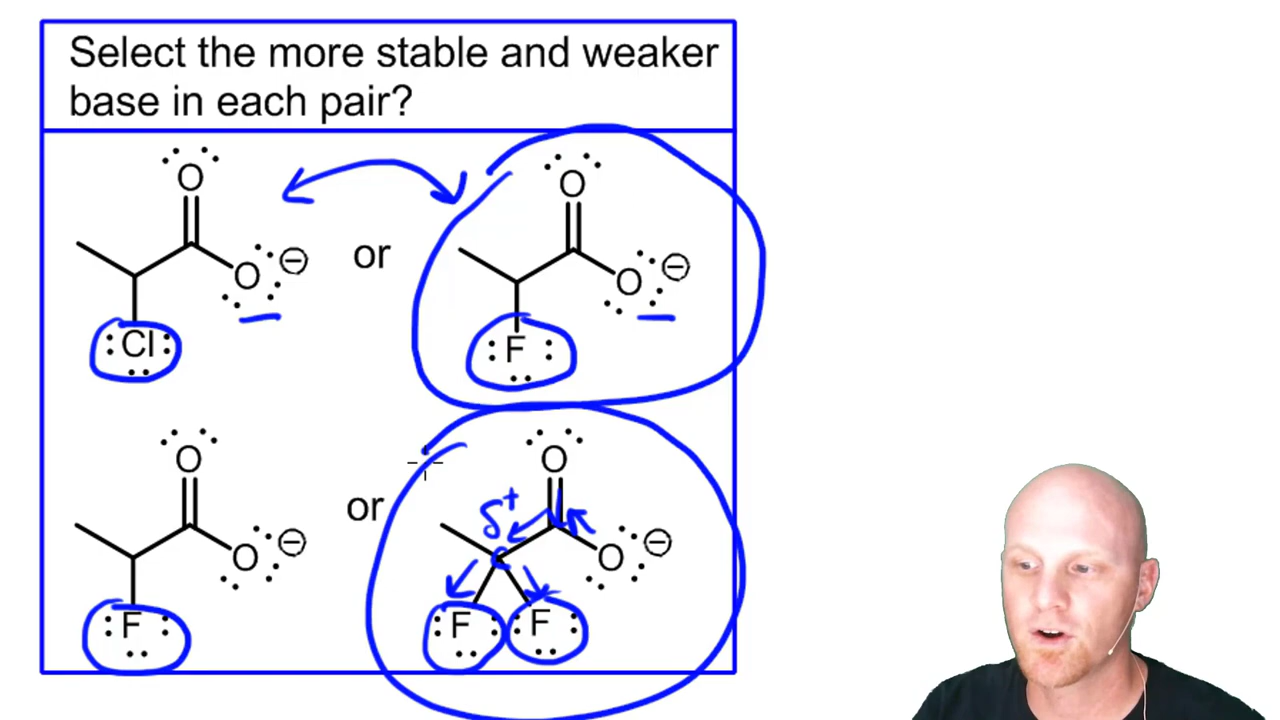 Select the more stable and weaker
base in each pair?
O
O ⊖
Cl
or
O
O ⊖
F
O
O ⊖
F
or
O
δ+
O ⊖
F F